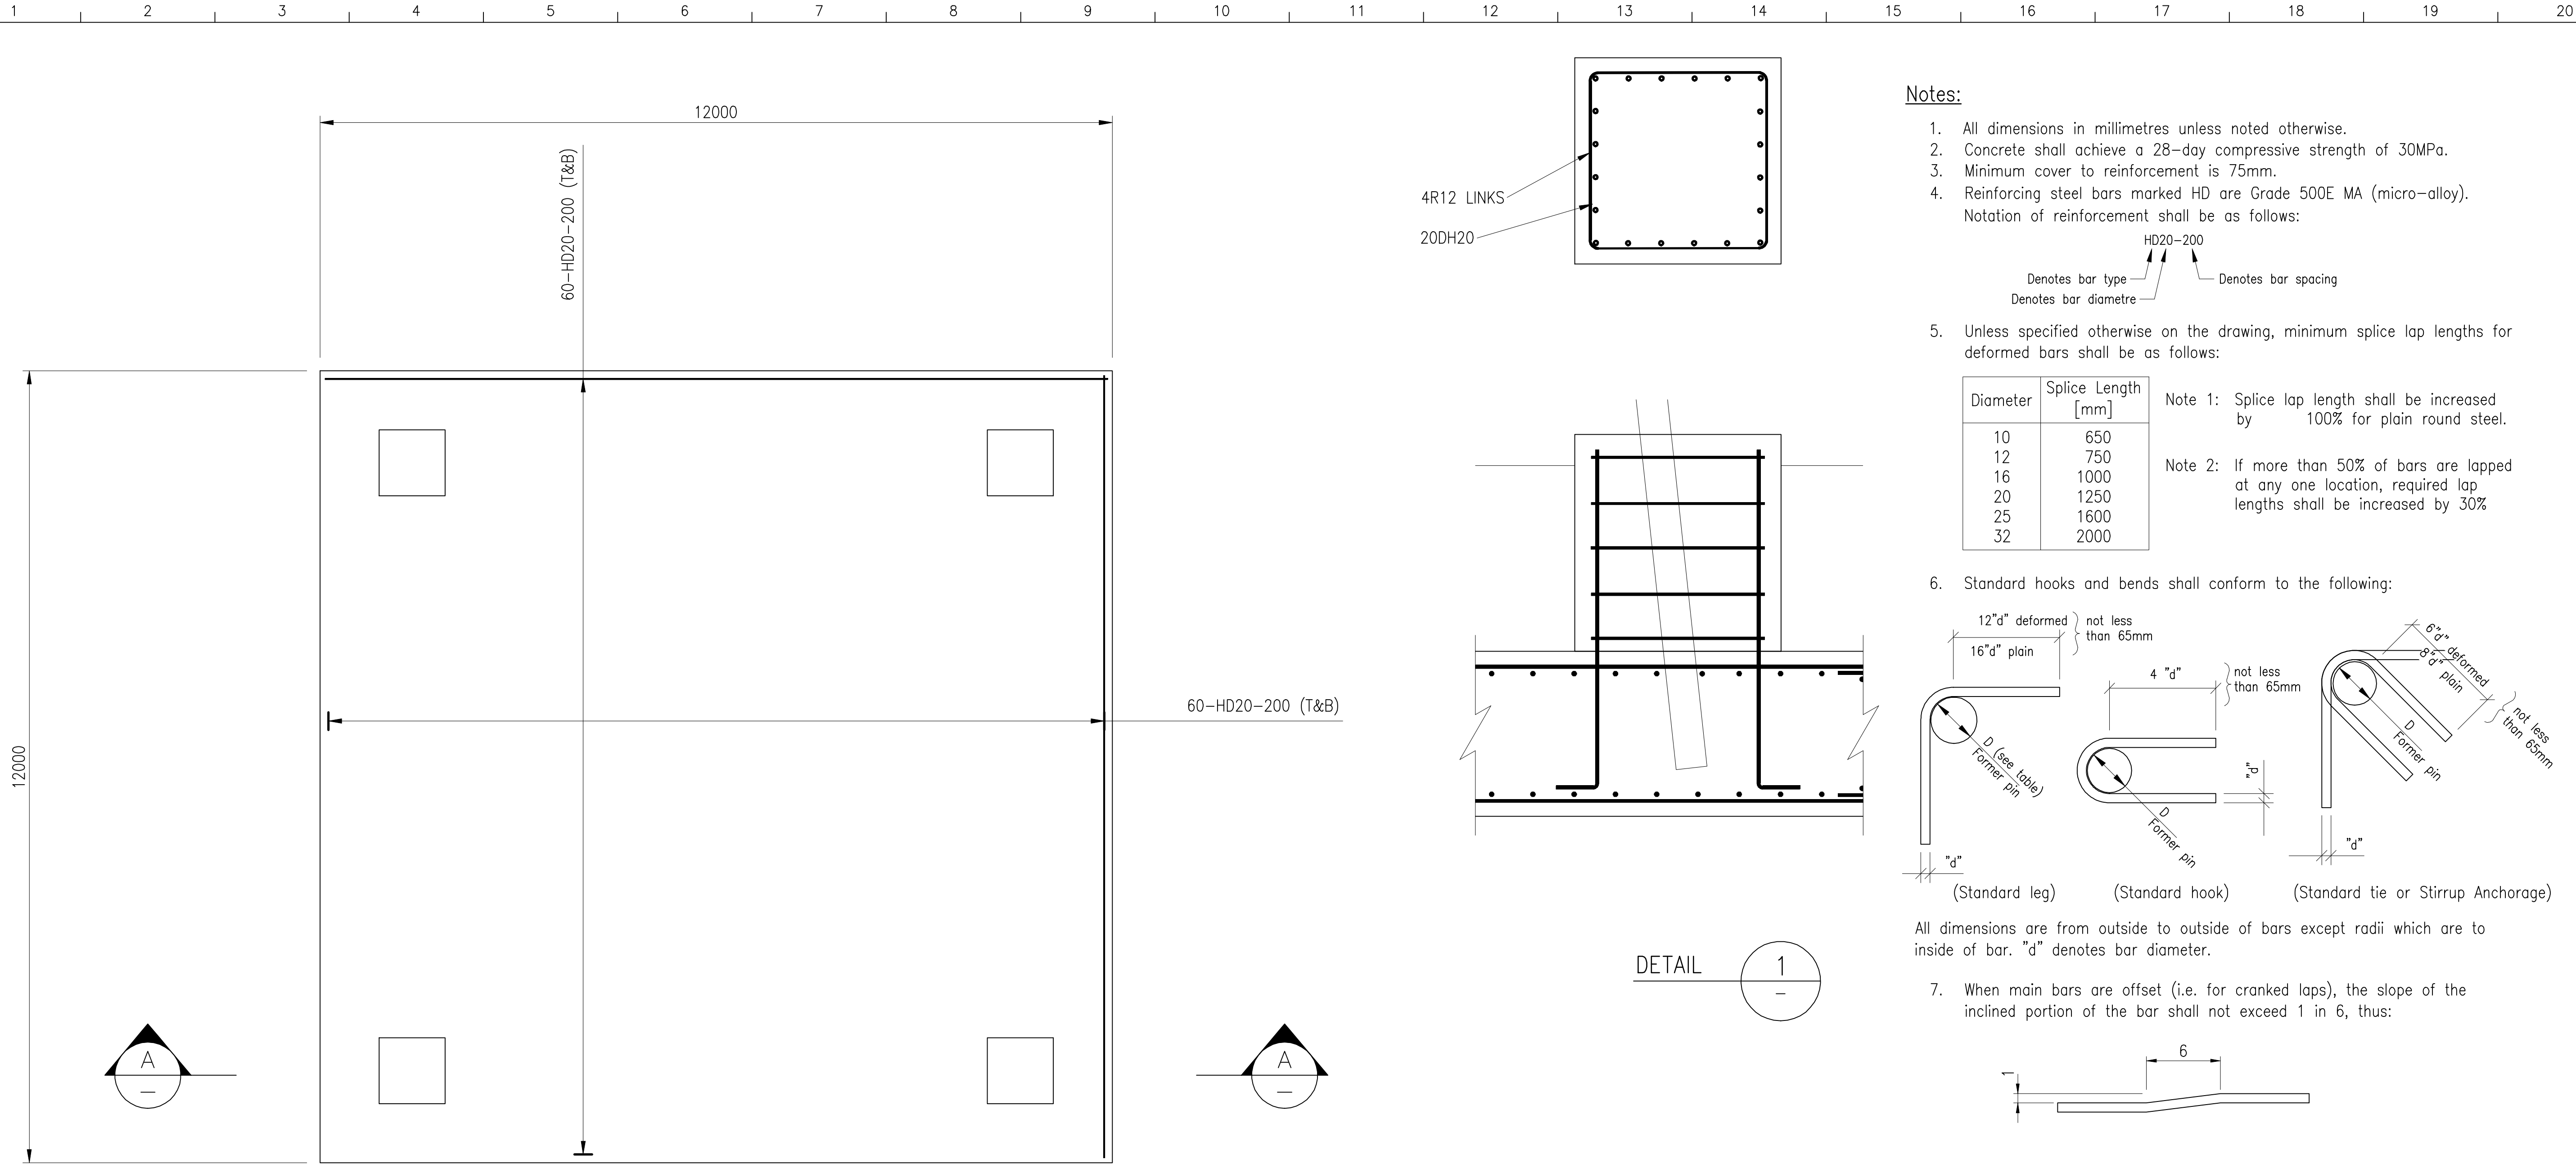 1 2 3 4 5 6 7 8 9 10 11 12 13 14 15 16 17 18 19 20
12000
60-HD20-200 (T&B)
12000
60-HD20-200 (T&B)
A
–
A
–
4R12 LINKS
20DH20
DETAIL
1
–
Notes:
1. All dimensions in millimetres unless noted otherwise.
2. Concrete shall achieve a 28-day compressive strength of 30MPa.
3. Minimum cover to reinforcement is 75mm.
4. Reinforcing steel bars marked HD are Grade 500E MA (micro-alloy).
Notation of reinforcement shall be as follows:
HD20-200
Denotes bar type
Denotes bar spacing
Denotes bar diametre
5. Unless specified otherwise on the drawing, minimum splice lap lengths for
deformed bars shall be as follows:
Diameter Splice Length
[mm]
10 650
12 750
16 1000
20 1250
25 1600
32 2000
Note 1: Splice lap length shall be increased
by 100% for plain round steel.
Note 2: If more than 50% of bars are lapped
at any one location, required lap
lengths shall be increased by 30%
6. Standard hooks and bends shall conform to the following:
12"d" deformed
16"d" plain
not less
than 65mm
D (see table)
Former pin
"d"
(Standard leg)
4 "d"
not less
than 65mm
D
Former pin
"d"
(Standard hook)
6"d" deformed
8"d" plain
not less
than 65mm
D
Former pin
"d"
(Standard tie or Stirrup Anchorage)
All dimensions are from outside to outside of bars except radii which are to
inside of bar. "d" denotes bar diameter.
7. When main bars are offset (i.e. for cranked laps), the slope of the
inclined portion of the bar shall not exceed 1 in 6, thus:
6
1